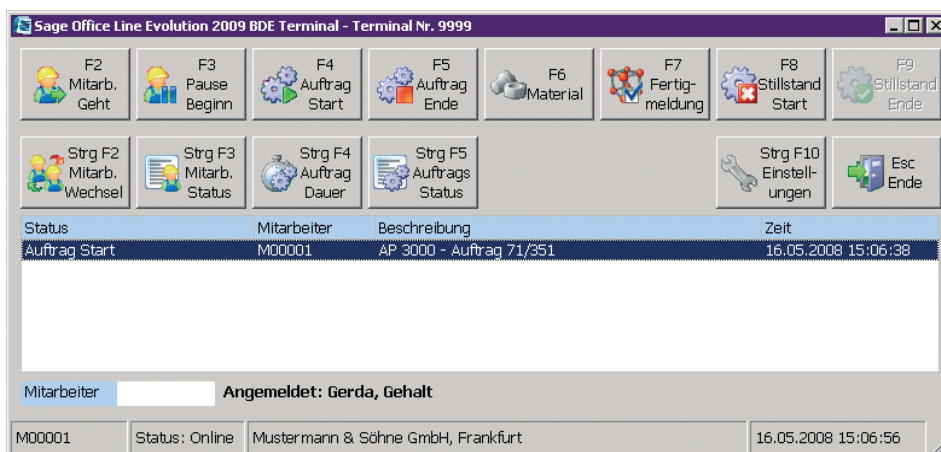 Sage Office Line Evolution 2009 BDE Terminal - Terminal Nr. 9999
F2
Mitarb.
Geht
F3
Pause
Beginn
F4
Auftrag
Start
F5
Auftrag
Ende
F6
Material
F7
Fertig-
meldung
F8
Stillstand
Start
F9
Stillstand
Ende
Strg F2
Mitarb.
Wechsel
Strg F3
Mitarb.
Status
Strg F4
Auftrag
Dauer
Strg F5
Auftrags
Status
Strg F10
Einstell-
ungen
Esc
Ende
Status Mitarbeiter Beschreibung Zeit
Auftrag Start M00001 AP 3000 - Auftrag 71/351 16.05.2008 15:06:38
Mitarbeiter Angemeldet: Gerda, Gehalt
M00001 Status: Online Mustermann & Söhne GmbH, Frankfurt 16.05.2008 15:06:56